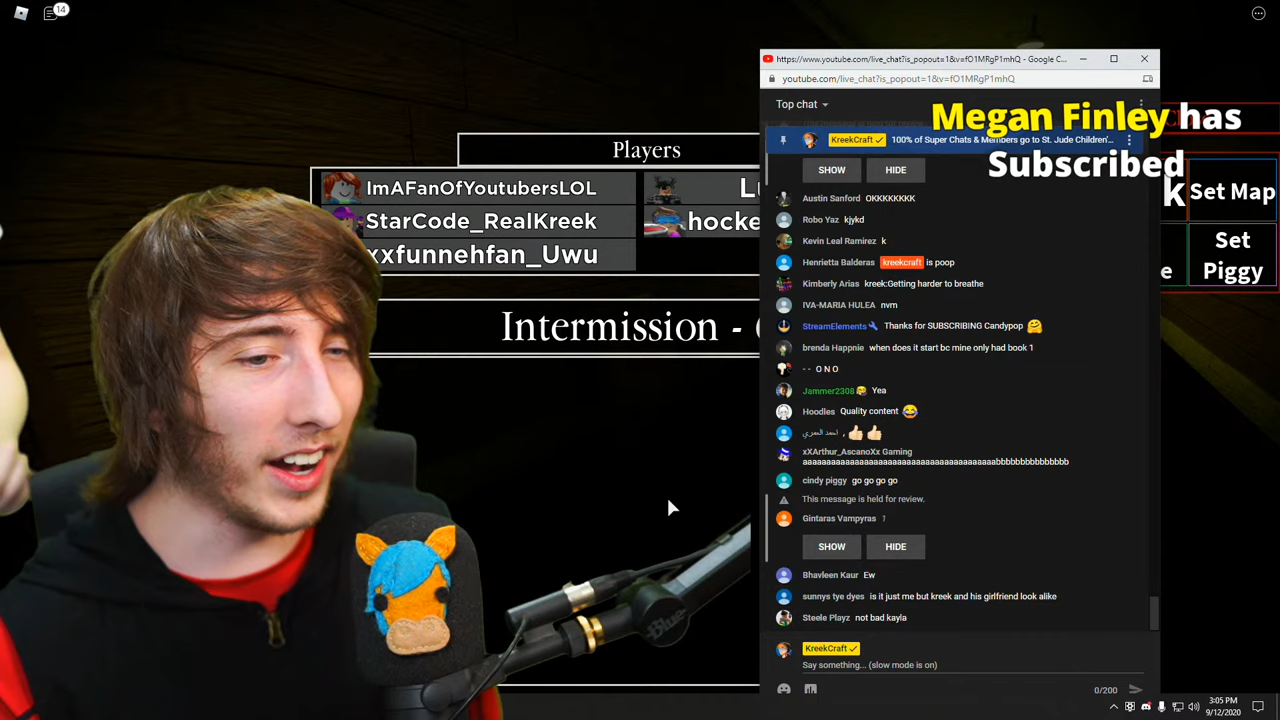 14
https://www.youtube.com/live_chat?is_popout=1&v=fO1MRgP1mhQ - Google C...
youtube.com/live_chat?is_popout=1&v=fO1MRgP1mhQ
Top chat
Megan Finley has
Subscribed
KreekCraft 100% of Super Chats & Members go to St. Jude Children'...
SHOW HIDE
Players
ImAFanOfYoutubersLOL
StarCode_RealKreek
hocke
xxfunnehfan_Uwu
Intermission -
Set Map
Set
Piggy
Austin Sanford OKKKKKKKK
Robo Yaz kjykd
Kevin Leal Ramirez k
Henrietta Balderas kreekcraft is poop
Kimberly Arias kreek:Getting harder to breathe
IVA-MARIA HULEA nvm
StreamElements Thanks for SUBSCRIBING Candypop 🤗
brenda Happnie when does it start bc mine only had book 1
- - O N O
Jammer2308 Yea
Hoodles Quality content 😂
احمد المعمري , 👍🏻 👍🏻
xXArthur_AscanoXx Gaming
cindy piggy go go go go
This message is held for review.
Gintaras Vampyras 1
SHOW HIDE
Bhavleen Kaur Ew
sunnys tye dyes is it just me but kreek and his girlfriend look alike
Steele Playz not bad kayla
KreekCraft
Say something... (slow mode is on)
0/200
Blue
3:05 PM
9/12/2020